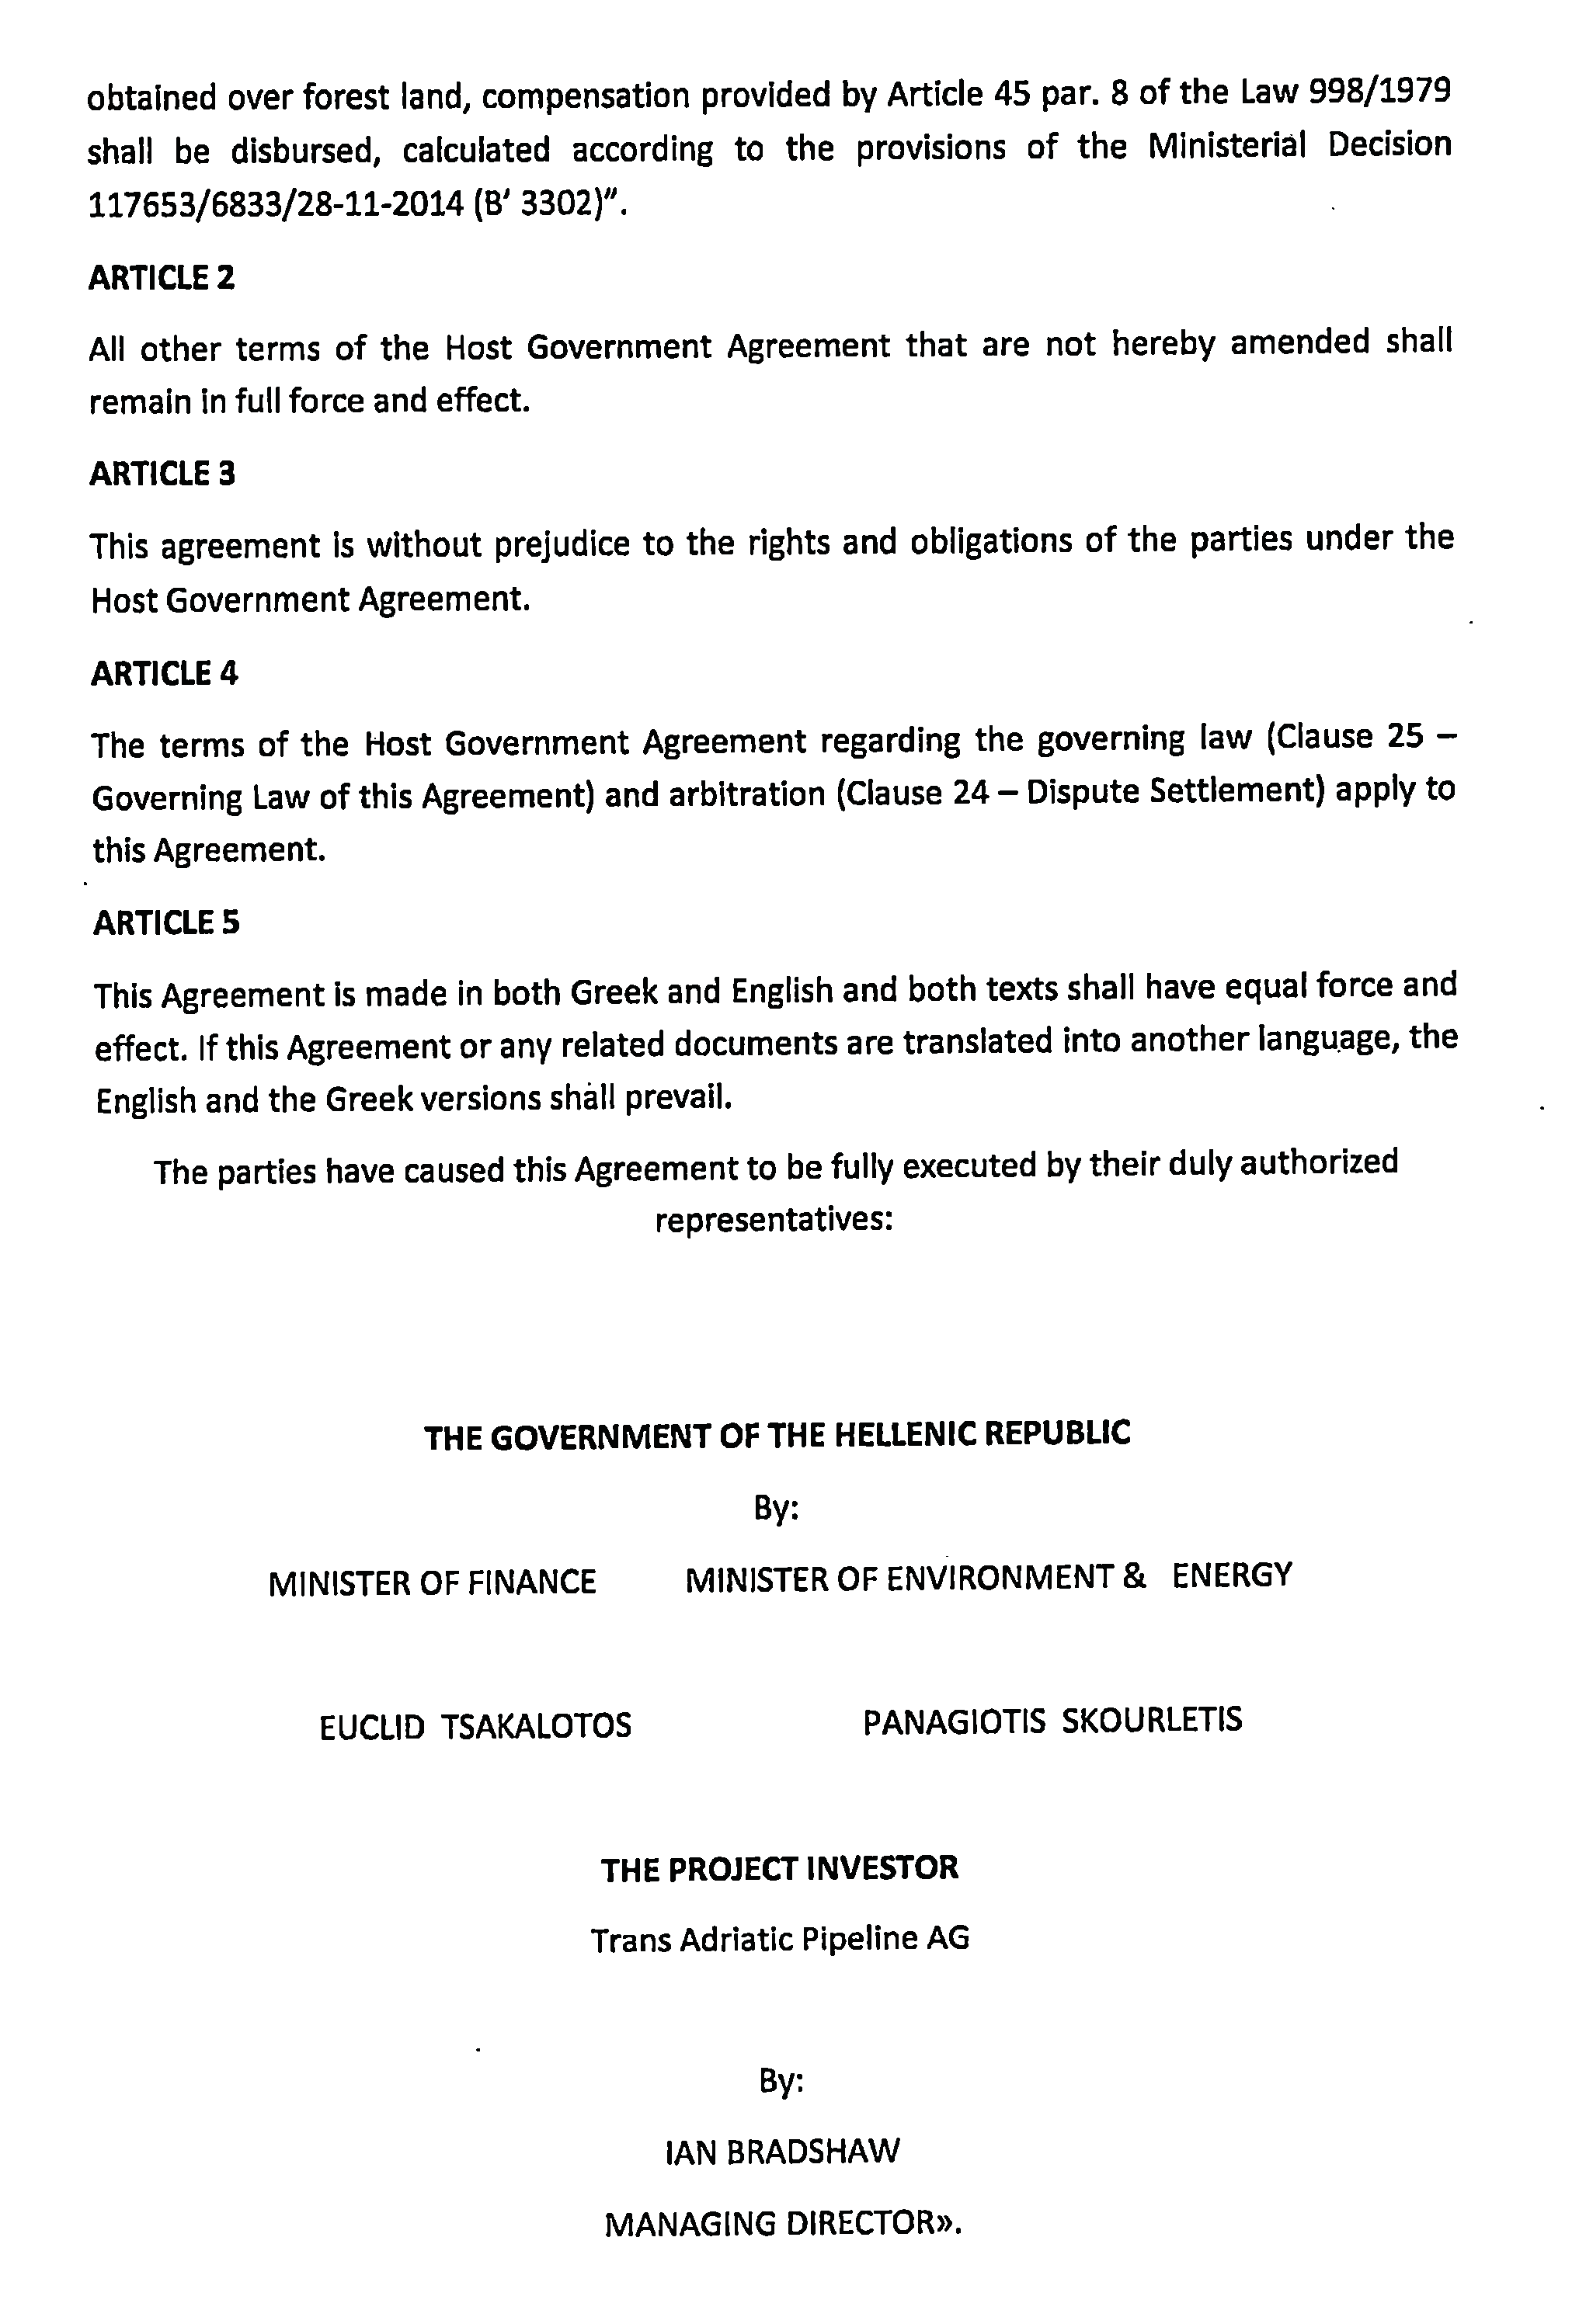 obtained over forest land, compensation provided by Article 45 par. 8 of the Law 998/1979
shall be disbursed, calculated according to the provisions of the Ministerial Decision
117653/6833/28-11-2014 (B' 3302)".
ARTICLE 2
All other terms of the Host Government Agreement that are not hereby amended shall
remain in full force and effect.
ARTICLE 3
This agreement is without prejudice to the rights and obligations of the parties under the
Host Government Agreement.
ARTICLE 4
The terms of the Host Government Agreement regarding the governing law (Clause 25 –
Governing Law of this Agreement) and arbitration (Clause 24 – Dispute Settlement) apply to
this Agreement.
ARTICLE 5
This Agreement is made in both Greek and English and both texts shall have equal force and
effect. If this Agreement or any related documents are translated into another language, the
English and the Greek versions shall prevail.
The parties have caused this Agreement to be fully executed by their duly authorized
representatives:
THE GOVERNMENT OF THE HELLENIC REPUBLIC
By:
MINISTER OF FINANCE MINISTER OF ENVIRONMENT & ENERGY
EUCLID TSAKALOTOS PANAGIOTIS SKOURLETIS
THE PROJECT INVESTOR
Trans Adriatic Pipeline AG
By:
IAN BRADSHAW
MANAGING DIRECTOR».